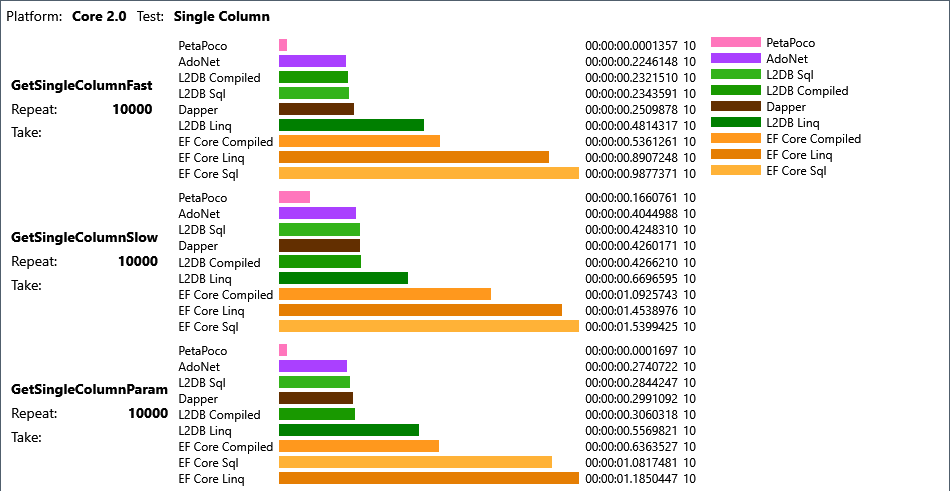 Platform: Core 2.0 Test: Single Column
GetSingleColumnFast
Repeat: 10000
Take:
PetaPoco 00:00:00.0001357 10
AdoNet 00:00:00.2246148 10
L2DB Compiled 00:00:00.2321510 10
L2DB Sql 00:00:00.2343591 10
Dapper 00:00:00.2509878 10
L2DB Linq 00:00:00.4814317 10
EF Core Compiled 00:00:00.5361261 10
EF Core Linq 00:00:00.8907248 10
EF Core Sql 00:00:00.9877371 10
GetSingleColumnSlow
Repeat: 10000
Take:
PetaPoco 00:00:00.1660761 10
AdoNet 00:00:00.4044988 10
L2DB Sql 00:00:00.4248310 10
Dapper 00:00:00.4260171 10
L2DB Compiled 00:00:00.4266210 10
L2DB Linq 00:00:00.6696595 10
EF Core Compiled 00:00:01.0925743 10
EF Core Linq 00:00:01.4538976 10
EF Core Sql 00:00:01.5399425 10
GetSingleColumnParam
Repeat: 10000
Take:
PetaPoco 00:00:00.0001697 10
AdoNet 00:00:00.2740722 10
L2DB Sql 00:00:00.2844247 10
Dapper 00:00:00.2991092 10
L2DB Compiled 00:00:00.3060318 10
L2DB Linq 00:00:00.5569821 10
EF Core Compiled 00:00:00.6363527 10
EF Core Sql 00:00:01.0817481 10
EF Core Linq 00:00:01.1850447 10
PetaPoco
AdoNet
L2DB Sql
L2DB Compiled
Dapper
L2DB Linq
EF Core Compiled
EF Core Linq
EF Core Sql